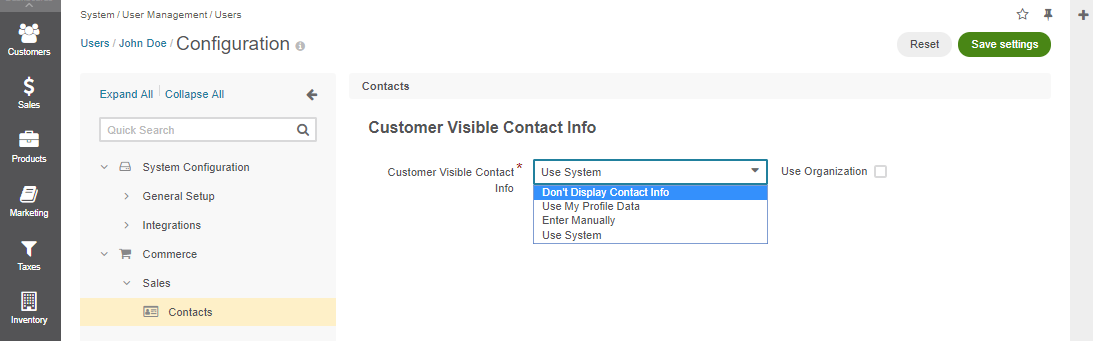 System / User Management / Users
Users / John Doe / Configuration
Reset
Save settings
Customers
Sales
Products
Marketing
Taxes
Inventory
Expand All
Collapse All
Quick Search
System Configuration
General Setup
Integrations
Commerce
Sales
Contacts
Contacts
Customer Visible Contact Info
Customer Visible Contact *
Info
Use System
Use Organization
Don't Display Contact Info
Use My Profile Data
Enter Manually
Use System